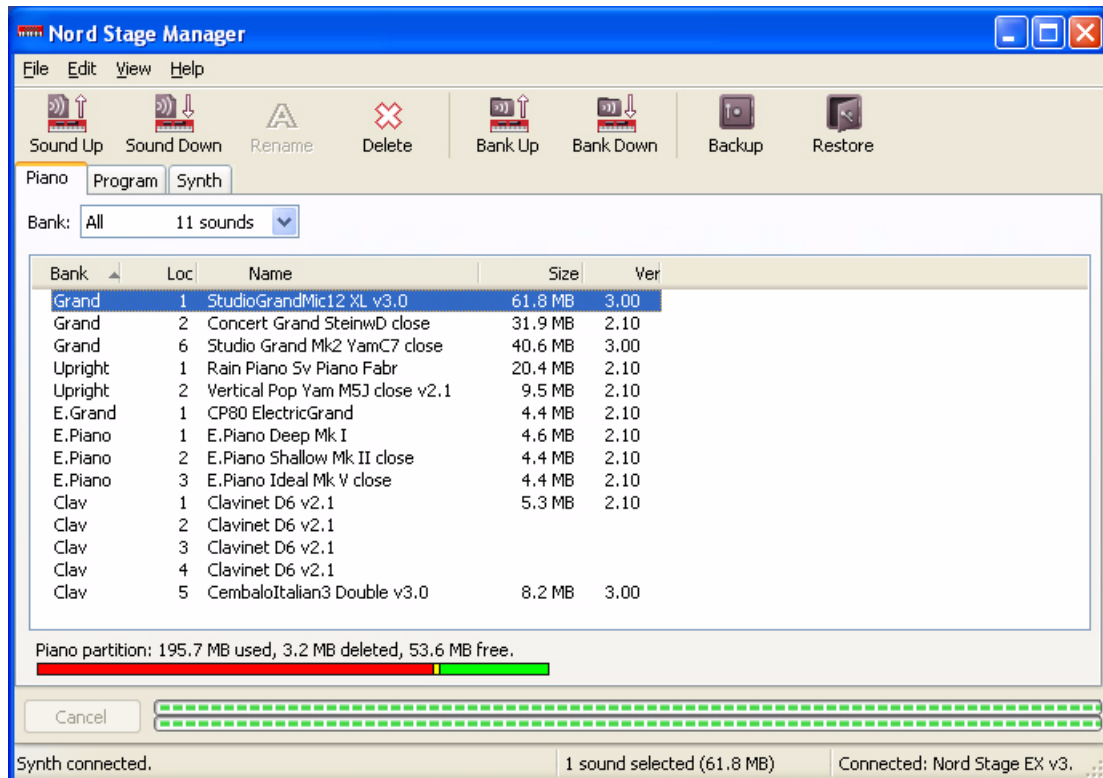 Nord Stage Manager
File Edit View Help
Sound Up Sound Down Rename Delete Bank Up Bank Down Backup Restore
Piano Program Synth
Bank: All 11 sounds
Bank Loc Name Size Ver
Grand 1 StudioGrandMic12 XL v3.0 61.8 MB 3.00
Grand 2 Concert Grand SteinwD close 31.9 MB 2.10
Grand 6 Studio Grand Mk2 YamC7 close 40.6 MB 3.00
Upright 1 Rain Piano Sv Piano Fabr 20.4 MB 2.10
Upright 2 Vertical Pop Yam M5J close v2.1 9.5 MB 2.10
E.Grand 1 CP80 ElectricGrand 4.4 MB 2.10
E.Piano 1 E.Piano Deep Mk I 4.6 MB 2.10
E.Piano 2 E.Piano Shallow Mk II close 4.4 MB 2.10
E.Piano 3 E.Piano Ideal Mk V close 4.4 MB 2.10
Clav 1 Clavinet D6 v2.1 5.3 MB 2.10
Clav 2 Clavinet D6 v2.1
Clav 3 Clavinet D6 v2.1
Clav 4 Clavinet D6 v2.1
Clav 5 CembaloItalian3 Double v3.0 8.2 MB 3.00
Piano partition: 195.7 MB used, 3.2 MB deleted, 53.6 MB free.
Cancel
Synth connected. 1 sound selected (61.8 MB) Connected: Nord Stage EX v3.